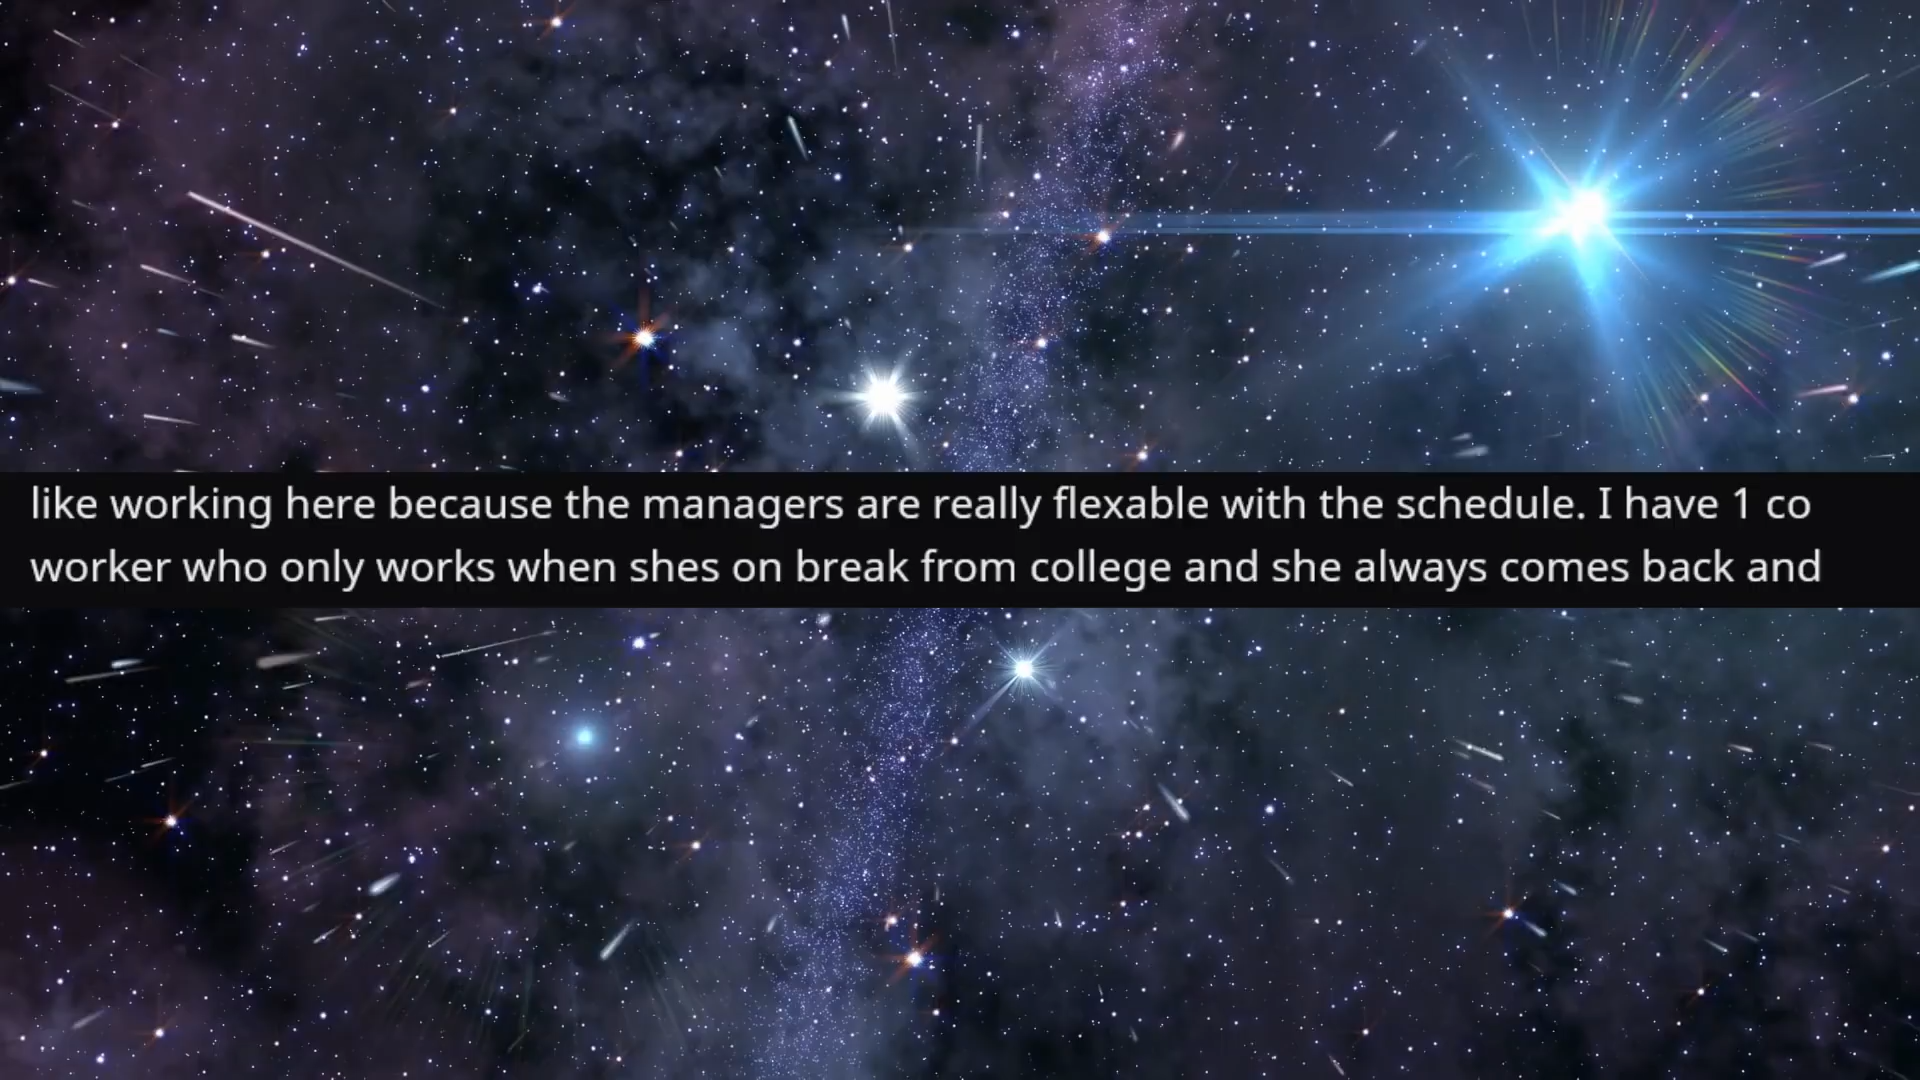 like working here because the managers are really flexable with the schedule. I have 1 co
worker who only works when shes on break from college and she always comes back and